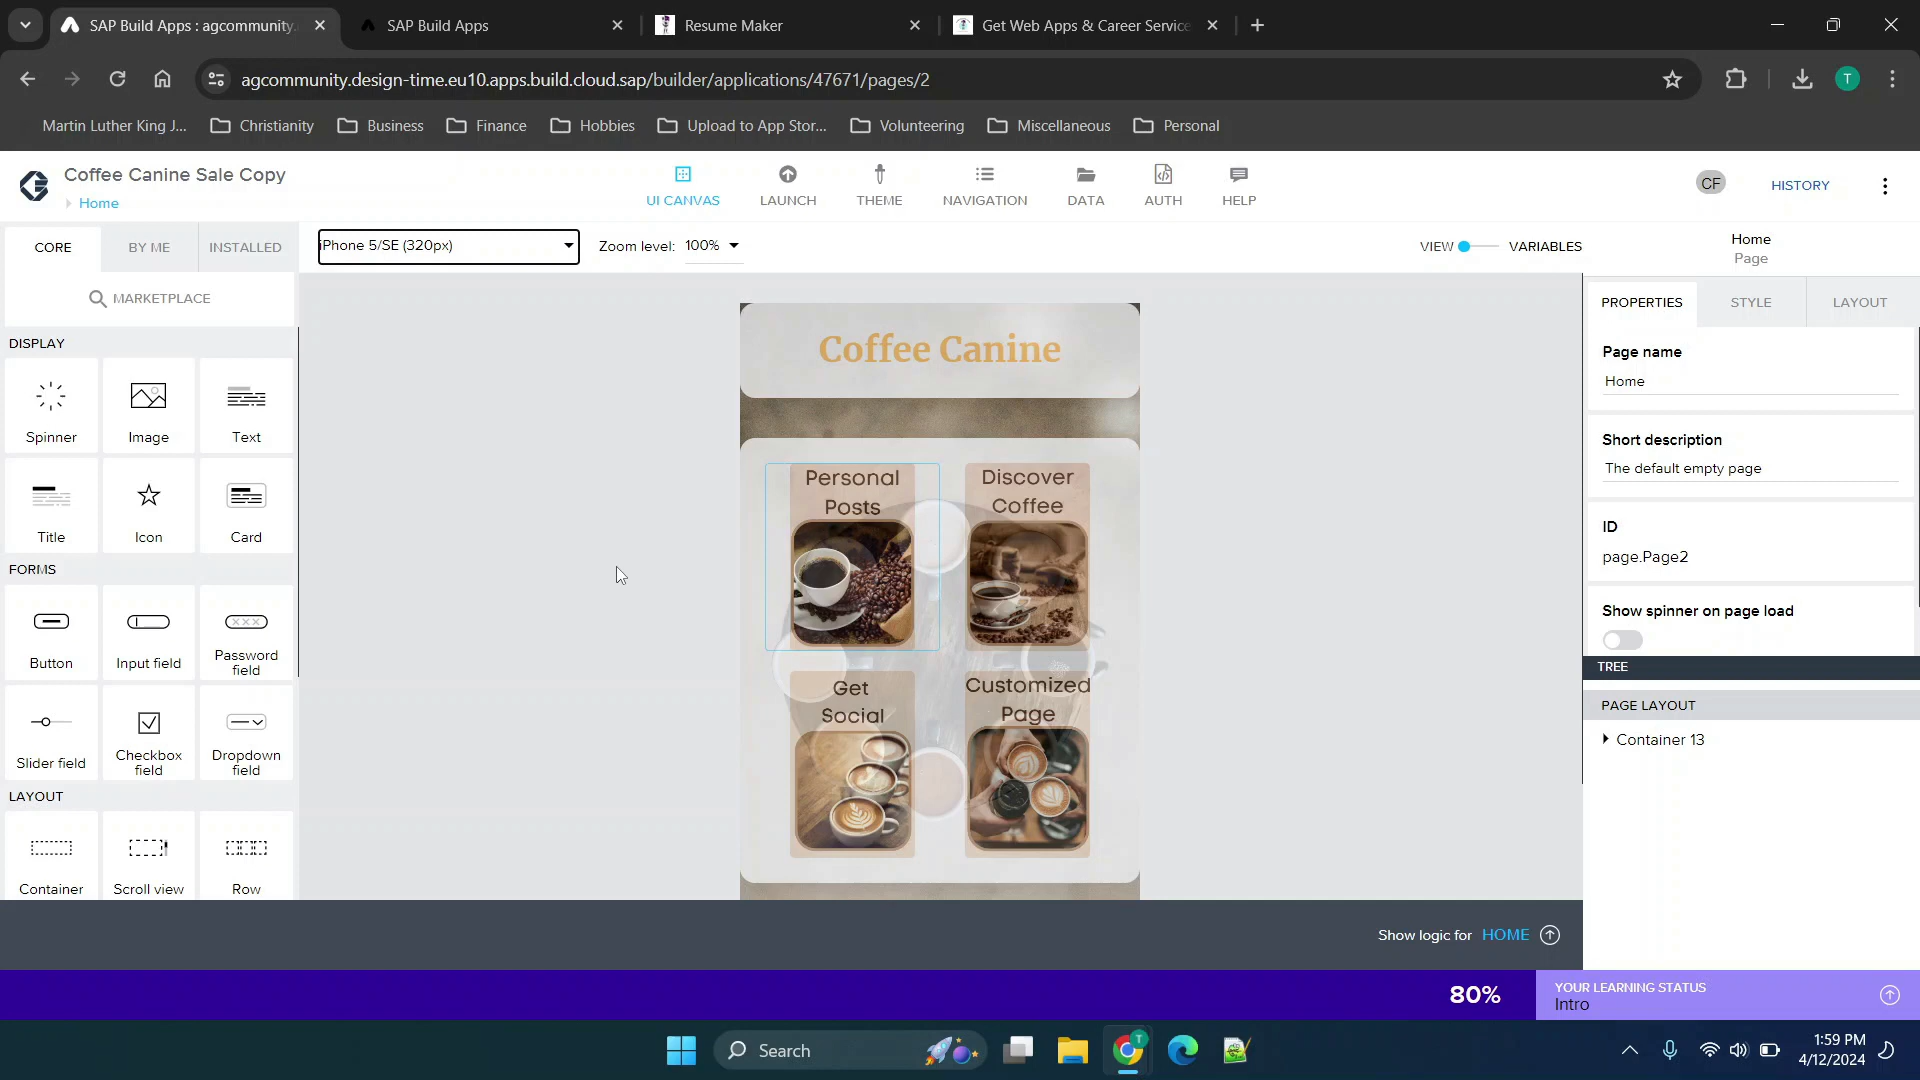 SAP Build Apps : agcommunity.
SAP Build Apps
Resume Maker
Get Web Apps & Career Service
agcommunity.design-time.eu10.apps.build.cloud.sap/builder/applications/47671/pages/2
T
Martin Luther King J...
Christianity
Business
Finance
Hobbies
Upload to App Stor...
Volunteering
Miscellaneous
Personal
Coffee Canine Sale Copy
Home
UI CANVAS
LAUNCH
THEME
NAVIGATION
DATA
AUTH
HELP
CF
HISTORY
CORE
BY ME
INSTALLED
iPhone 5/SE (320px)
Zoom level:
100%
VIEW
VARIABLES
Home
Page
MARKETPLACE
PROPERTIES
STYLE
LAYOUT
DISPLAY
Spinner
Image
Text
Title
Icon
Card
FORMS
Button
Input field
Password
field
Slider field
Checkbox
field
Dropdown
field
LAYOUT
Container
Scroll view
Row
Coffee Canine
Personal
Posts
Discover
Coffee
Get
Social
Customized
Page
Page name
Home
Short description
The default empty page
ID
page.Page2
Show spinner on page load
TREE
PAGE LAYOUT
Container 13
Show logic for HOME
80%
YOUR LEARNING STATUS
Intro
Search
T
1:59 PM
4/12/2024